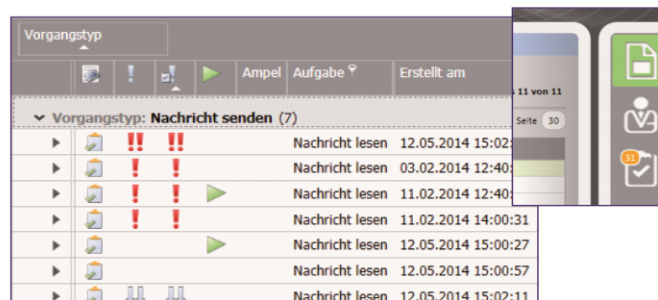 Vorgangstyp
Ampel Aufgabe Erstellt am
Vorgangstyp: Nachricht senden (7)
Nachricht lesen 12.05.2014 15:02:
Nachricht lesen 03.02.2014 12:40:
Nachricht lesen 11.02.2014 12:40:
Nachricht lesen 11.02.2014 14:00:31
Nachricht lesen 12.05.2014 15:00:27
Nachricht lesen 12.05.2014 15:00:57
Nachricht lesen 12.05.2014 15:02:11
11 von 11
Seite 30
31